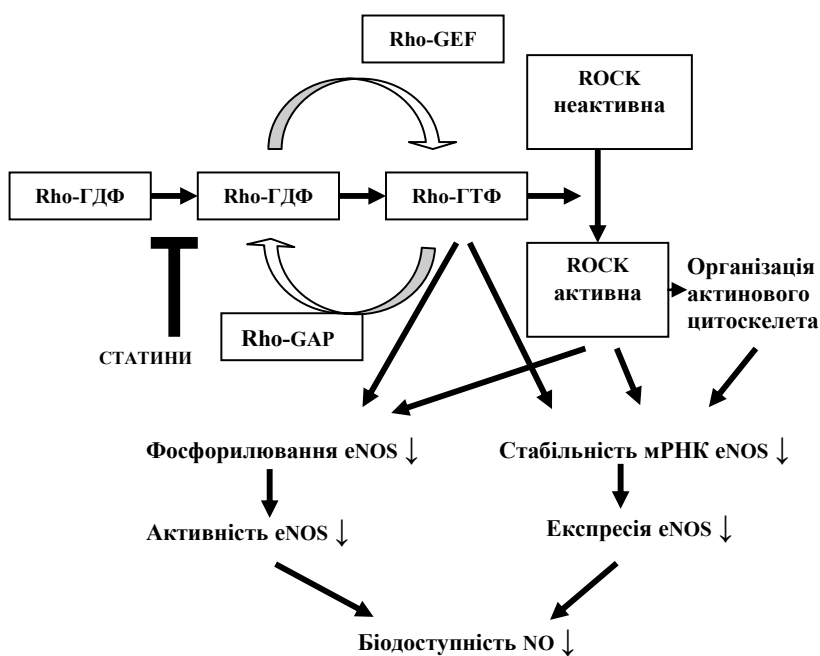 Rho-GEF
ROCK
неактивна
Rho-ГДФ
Rho-ГДФ
Rho-ГТФ
ROCK
активна
Організація
актинового
цитоскелета
Rho-GAP
СТАТИНИ
Фосфорилювання eNOS ↓
Стабільність мРНК eNOS ↓
Активність eNOS ↓
Експресія eNOS ↓
Біодоступність NO ↓